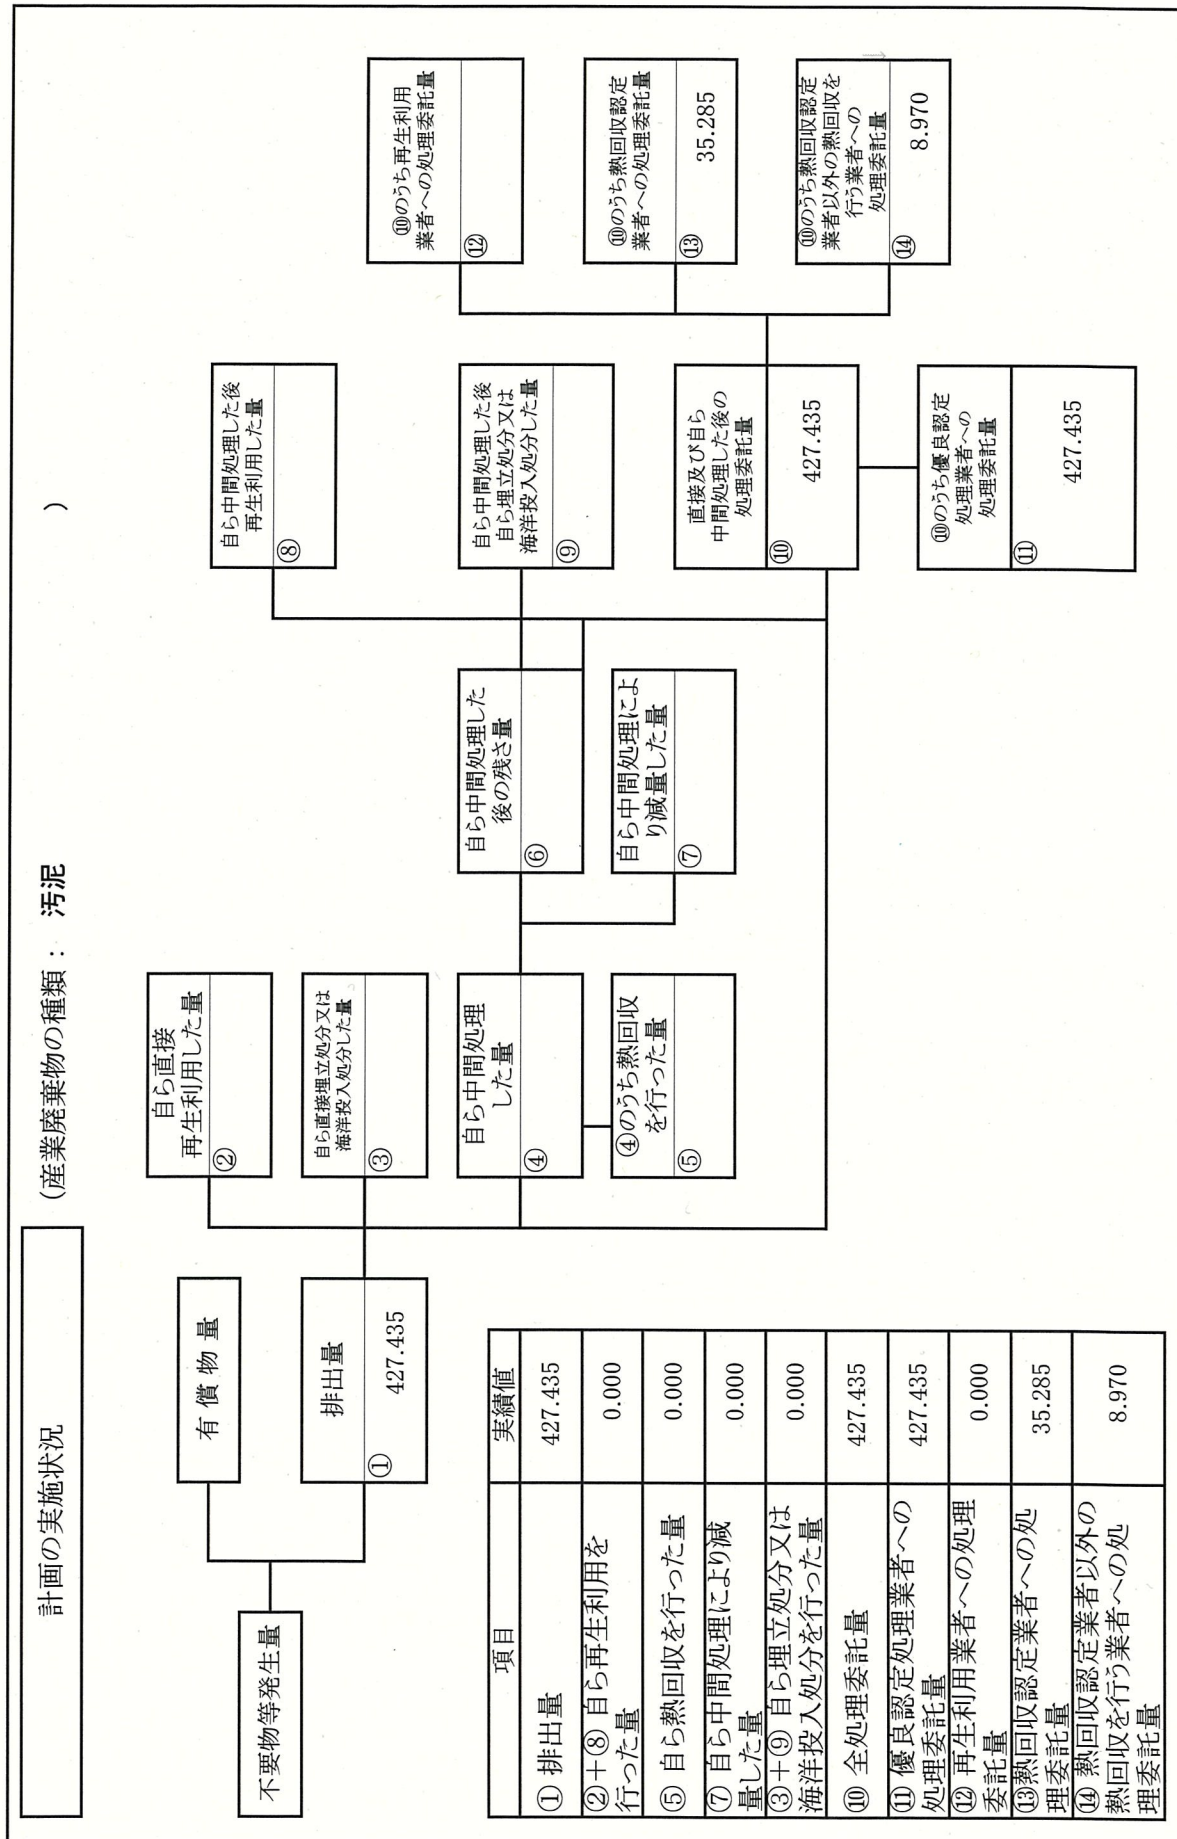 計画の実施状況
(産業廃棄物の種類： 汚泥 )
不要物等発生量
有 償 物 量
排出量
①
427.435
自ら直接
再生利用した量
②
自ら直接埋立処分又は
海洋投入処分した量
③
自ら中間処理
した量
④
④のうち熱回収
を行った量
⑤
自ら中間処理した
後の残さ量
⑥
自ら中間処理によ
り減量した量
⑦
自ら中間処理した後
再生利用した量
⑧
自ら中間処理した後
自ら埋立処分又は
海洋投入処分した量
⑨
直接及び自ら
中間処理した後の
処理委託量
⑩
427.435
⑩のうち優良認定
処理業者への
処理委託量
⑪
427.435
⑩のうち再生利用
業者への処理委託量
⑫
⑩のうち熱回収認定
業者への処理委託量
⑬
35.285
⑩のうち熱回収認定
業者以外の熱回収を
行う業者への
処理委託量
⑭
8.970
項目 実績値
① 排出量 427.435
②+⑧ 自ら再生利用を
行った量 0.000
⑤ 自ら熱回収を行った量 0.000
⑦ 自ら中間処理により減
量した量 0.000
③+⑨ 自ら埋立処分又は
海洋投入処分を行った量 0.000
⑩ 全処理委託量 427.435
⑪ 優良認定処理業者への
処理委託量 427.435
⑫ 再生利用業者への処理
委託量 0.000
⑬熱回収認定業者への処
理委託量 35.285
⑭ 熱回収認定業者以外の
熱回収を行う業者への処
理委託量 8.970